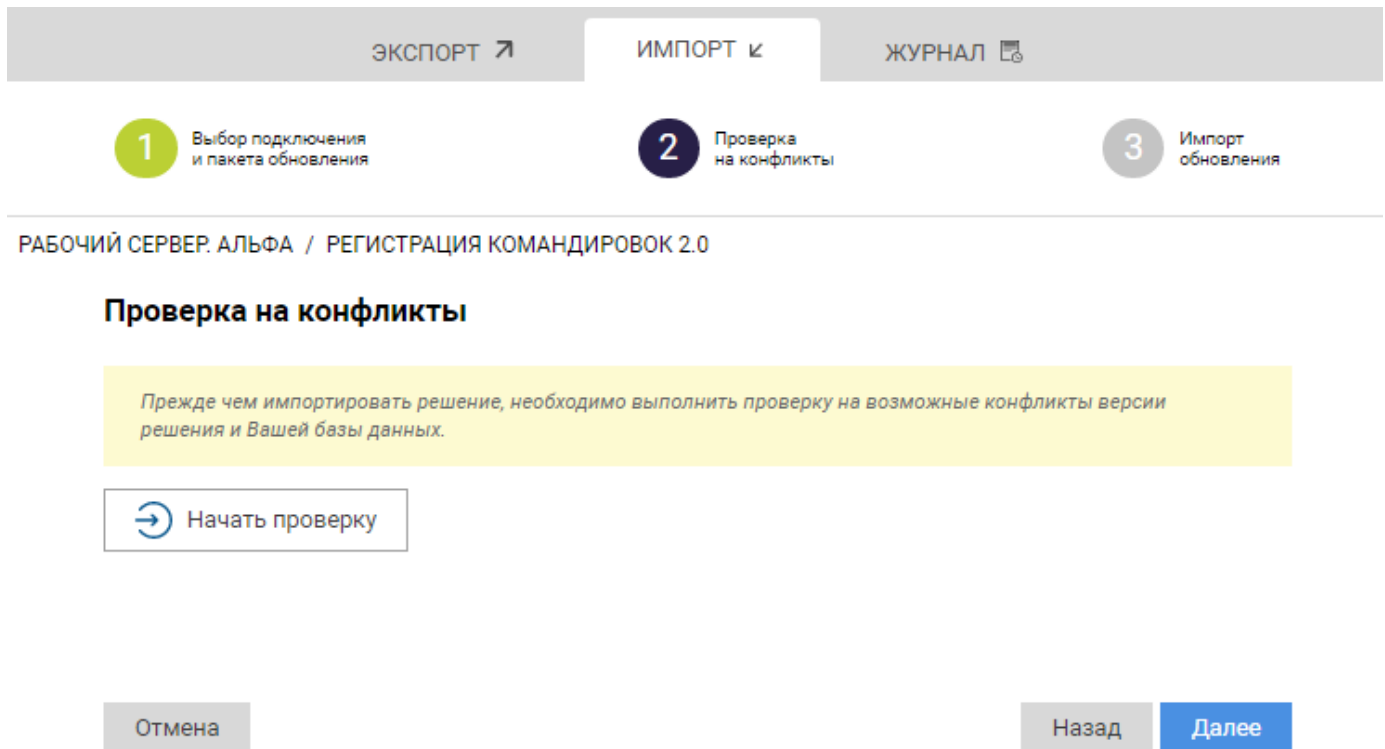 ЭКСПОРТ ИМПОРТ ЖУРНАЛ
1 Выбор подключения
и пакета обновления
2 Проверка
на конфликты
3 Импорт
обновления
РАБОЧИЙ СЕРВЕР. АЛЬФА / РЕГИСТРАЦИЯ КОМАНДИРОВОК 2.0
Проверка на конфликты
Прежде чем импортировать решение, необходимо выполнить проверку на возможные конфликты версии
решения и Вашей базы данных.
Начать проверку
Отмена Назад Далее